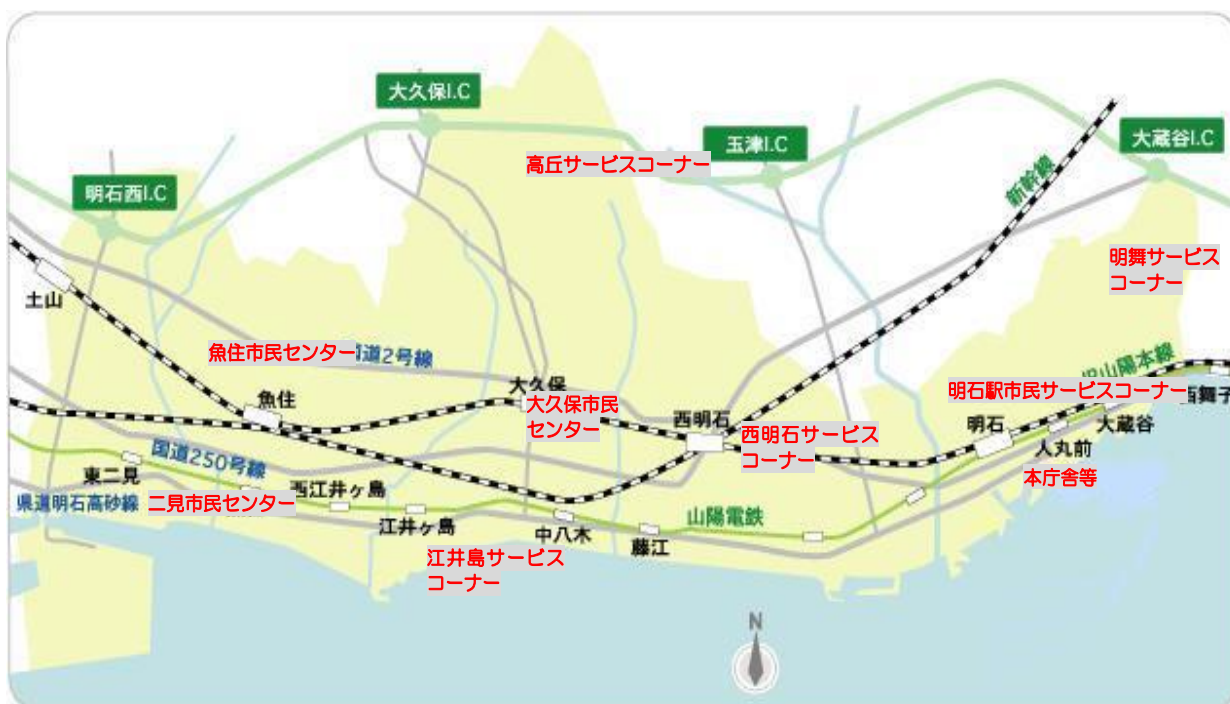 大久保I.C
玉津I.C
大蔵谷I.C
高丘サービスコーナー
明石西I.C
新幹線
明舞サービス
コーナー
土山
魚住市民センター
国道2号線
山陽本線
大久保
魚住
大久保市民
センター
明石駅市民サービスコーナー
西舞子
西明石
西明石サービス
コーナー
明石
大蔵谷
人丸前
本庁舎等
国道250号線
東二見
西江井ヶ島
県道明石高砂線
二見市民センター
江井ヶ島
中八木
藤江
山陽電鉄
江井島サービス
コーナー
N